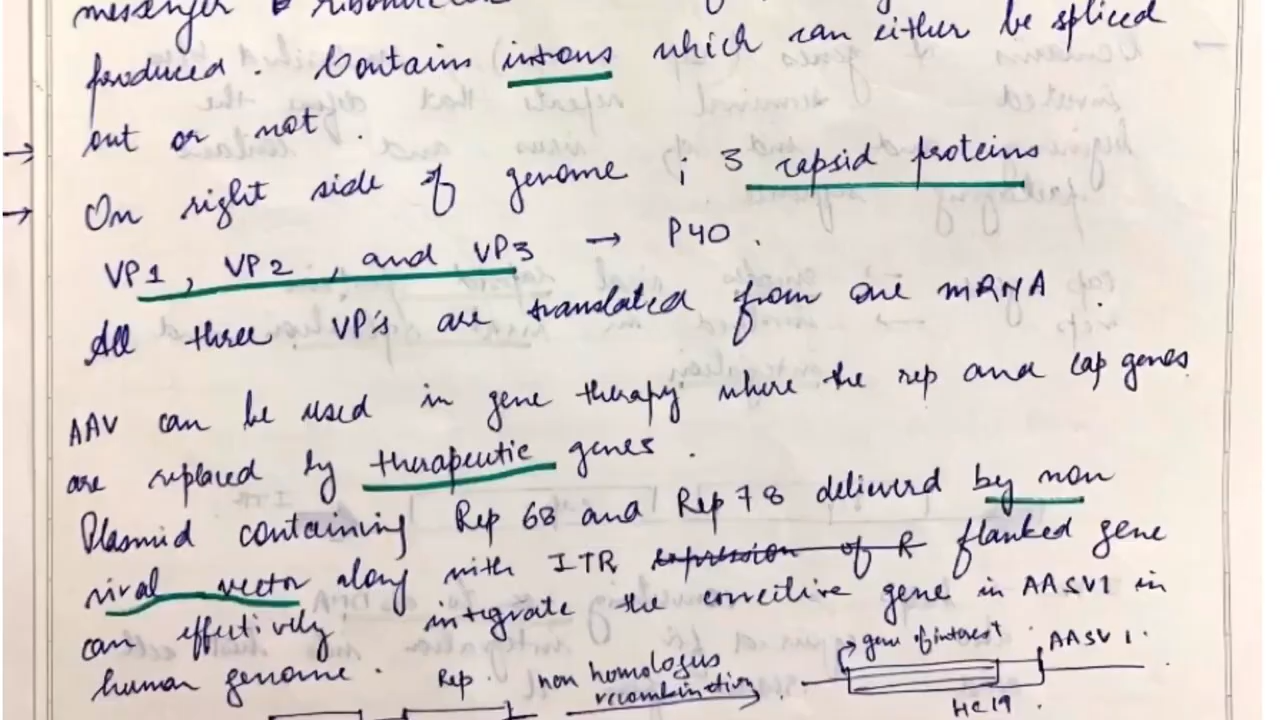 messenger
produced. Contains introns which can either be spliced
out or not.
On right side of genome ; 3 capsid proteins
VP1, VP2, and VP3 → P40.
All three VP's are translated from one mRNA.
AAV can be used in gene therapy where the rep and cap genes
are replaced by therapeutic genes.
Plasmid containing Rep 68 and Rep 78 delivered by non
viral vector along with ITR expression of R flanked gene
can effectively integrate the corrective gene in AASV1 in
human genome.
Rep
non homologus
recombination
gene of interest
AASV1.
HC19.